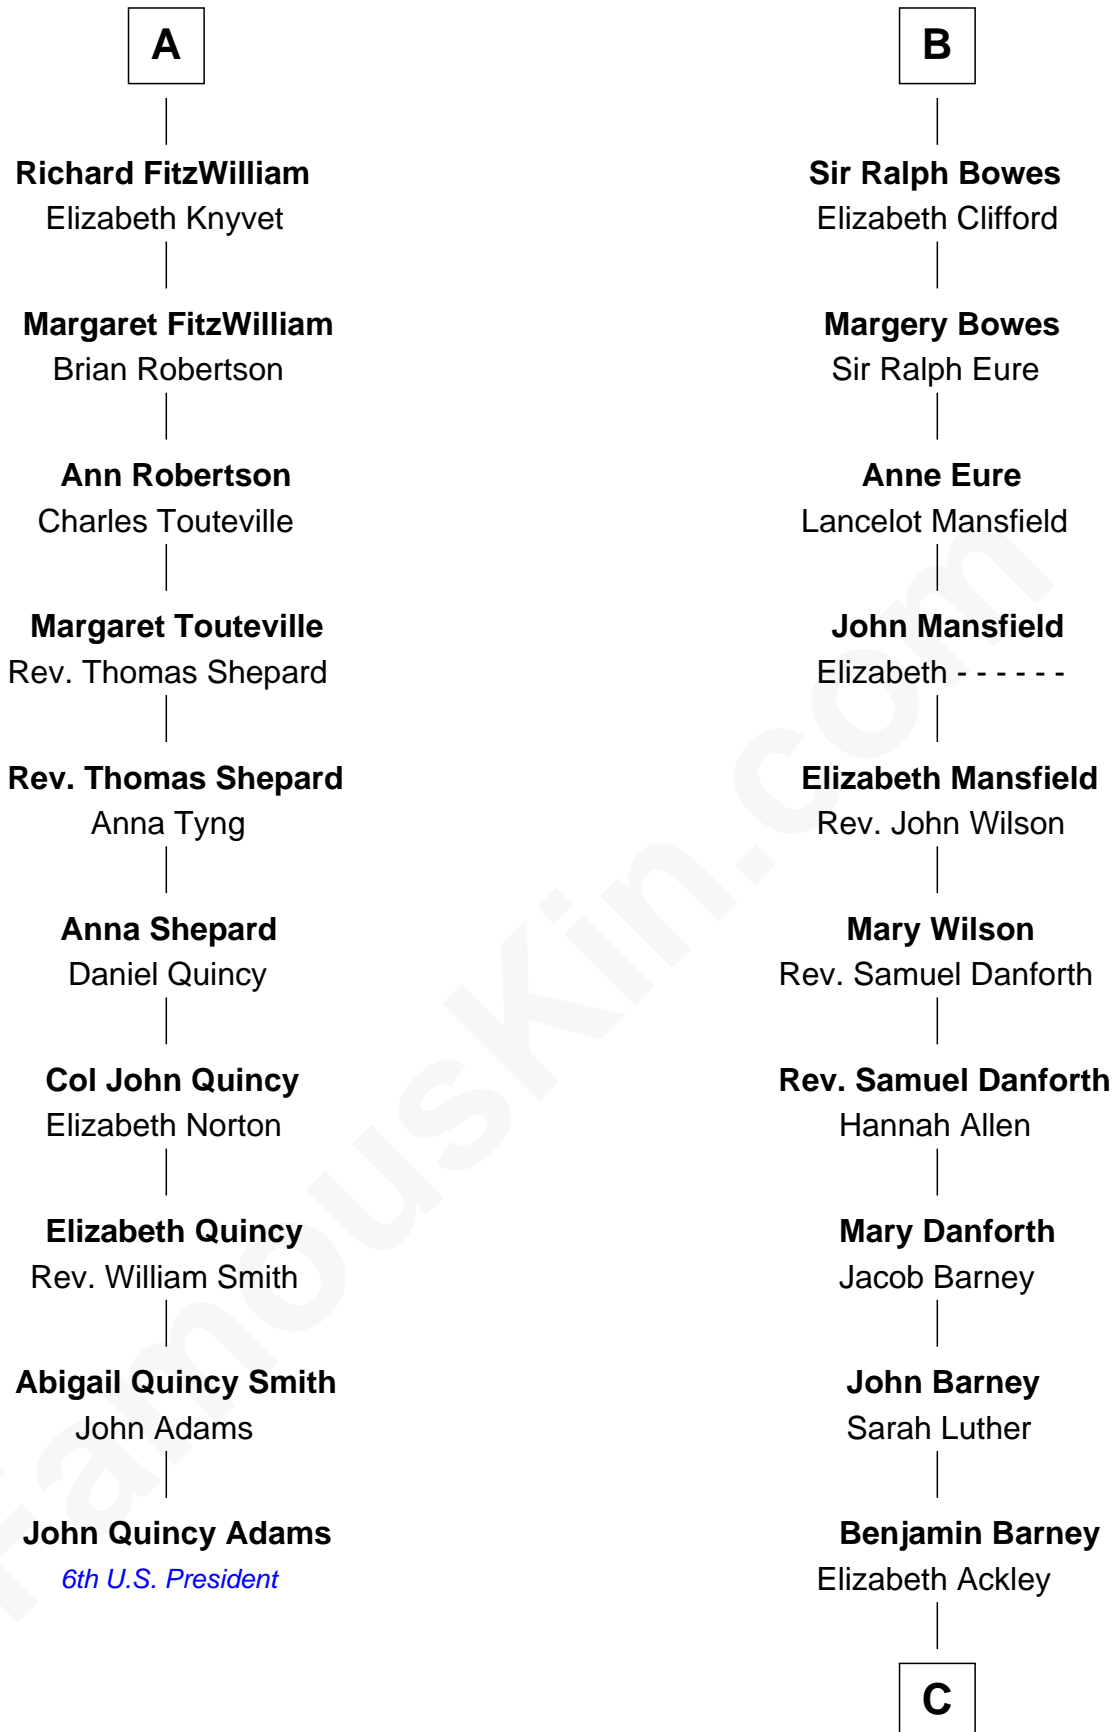 A
Richard FitzWilliam
Elizabeth Knyvet
Margaret FitzWilliam
Brian Robertson
Ann Robertson
Charles Touteville
Margaret Touteville
Rev. Thomas Shepard
Rev. Thomas Shepard
Anna Tyng
Anna Shepard
Daniel Quincy
Col John Quincy
Elizabeth Norton
Elizabeth Quincy
Rev. William Smith
Abigail Quincy Smith
John Adams
John Quincy Adams
6th U.S. President
B
Sir Ralph Bowes
Elizabeth Clifford
Margery Bowes
Sir Ralph Eure
Anne Eure
Lancelot Mansfield
John Mansfield
Elizabeth - - - - - -
Elizabeth Mansfield
Rev. John Wilson
Mary Wilson
Rev. Samuel Danforth
Rev. Samuel Danforth
Hannah Allen
Mary Danforth
Jacob Barney
John Barney
Sarah Luther
Benjamin Barney
Elizabeth Ackley
C
FamousKin.com